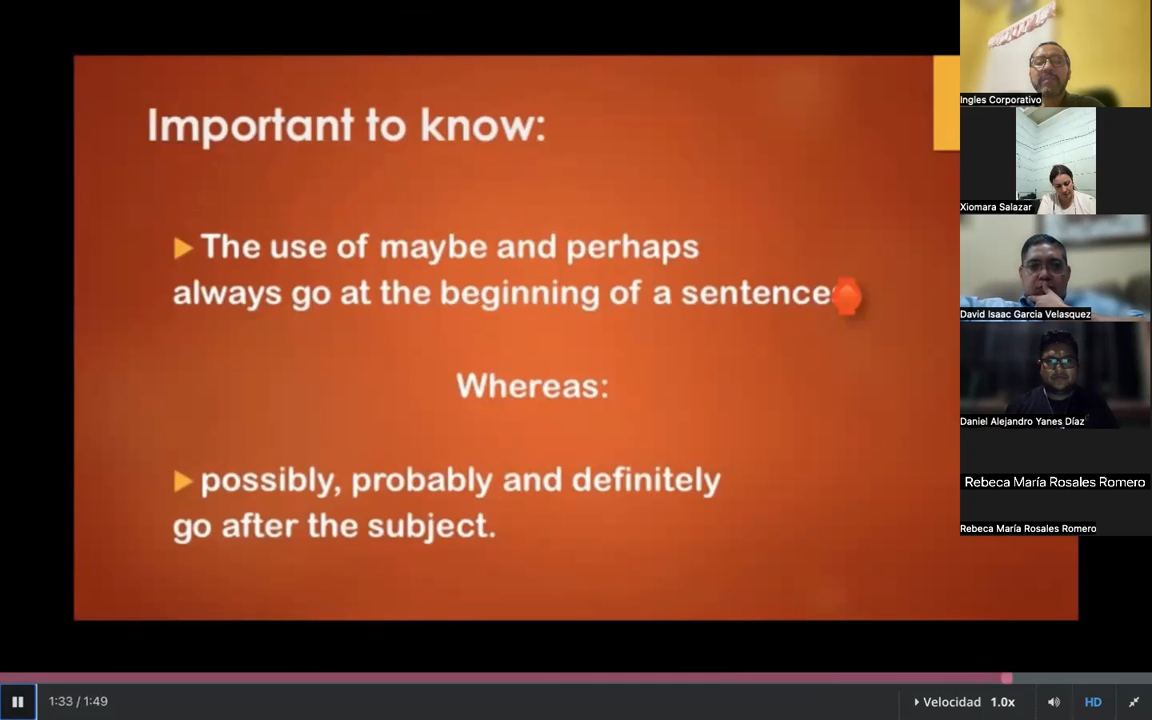 Important to know:
The use of maybe and perhaps
always go at the beginning of a sentence
Whereas:
possibly, probably and definitely
go after the subject.
Ingles Corporativo
Xiomara Salazar
David Isaac Garcia Velasquez
Daniel Alejandro Yanes Díaz
Rebeca María Rosales Romero
Rebeca María Rosales Romero
1:33 / 1:49
Velocidad 1.0x
HD